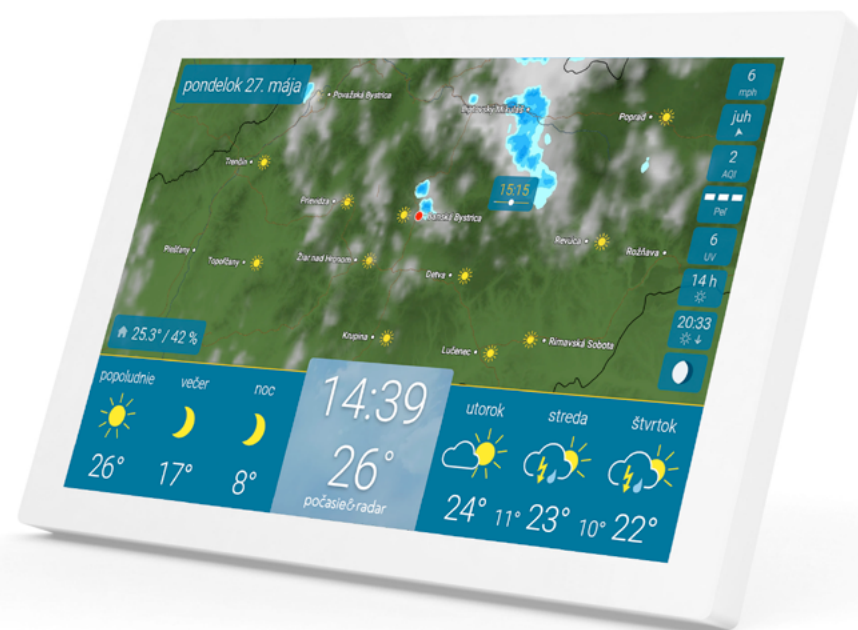 pondelok 27. mája
Považská Bystrica
Poprad
Trenčín
Prievidza
15:15
Banská Bystrica
Revúca
Rožňava
Piešťany
Topoľčany
Žiar nad Hronom
Detva
Krupina
Lučenec
Rimavská Sobota
25.3° / 42 %
6
mph
juh
2
AQI
Peľ
6
UV
14 h
20:33
popoludnie
večer
noc
26°
17°
8°
14:39
26°
počasie&radar
utorok
streda
štvrtok
24°
11° 23°
10° 22°